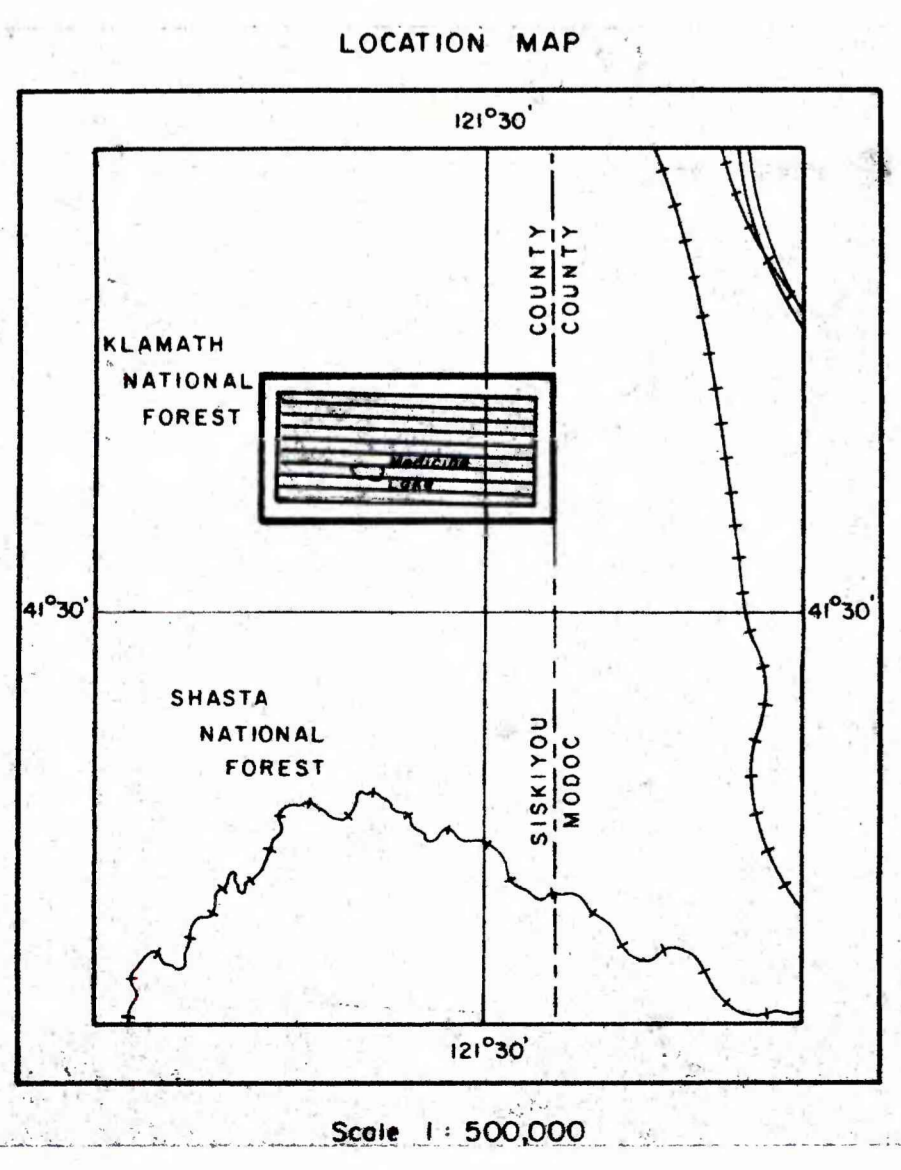 LOCATION MAP
121°30'
COUNTY
COUNTY
KLAMATH
NATIONAL
FOREST
Medicine
Lake
41°30'
41°30'
SHASTA
NATIONAL
FOREST
SISKIYOU
MODOC
121°30'
Scale 1 : 500,000